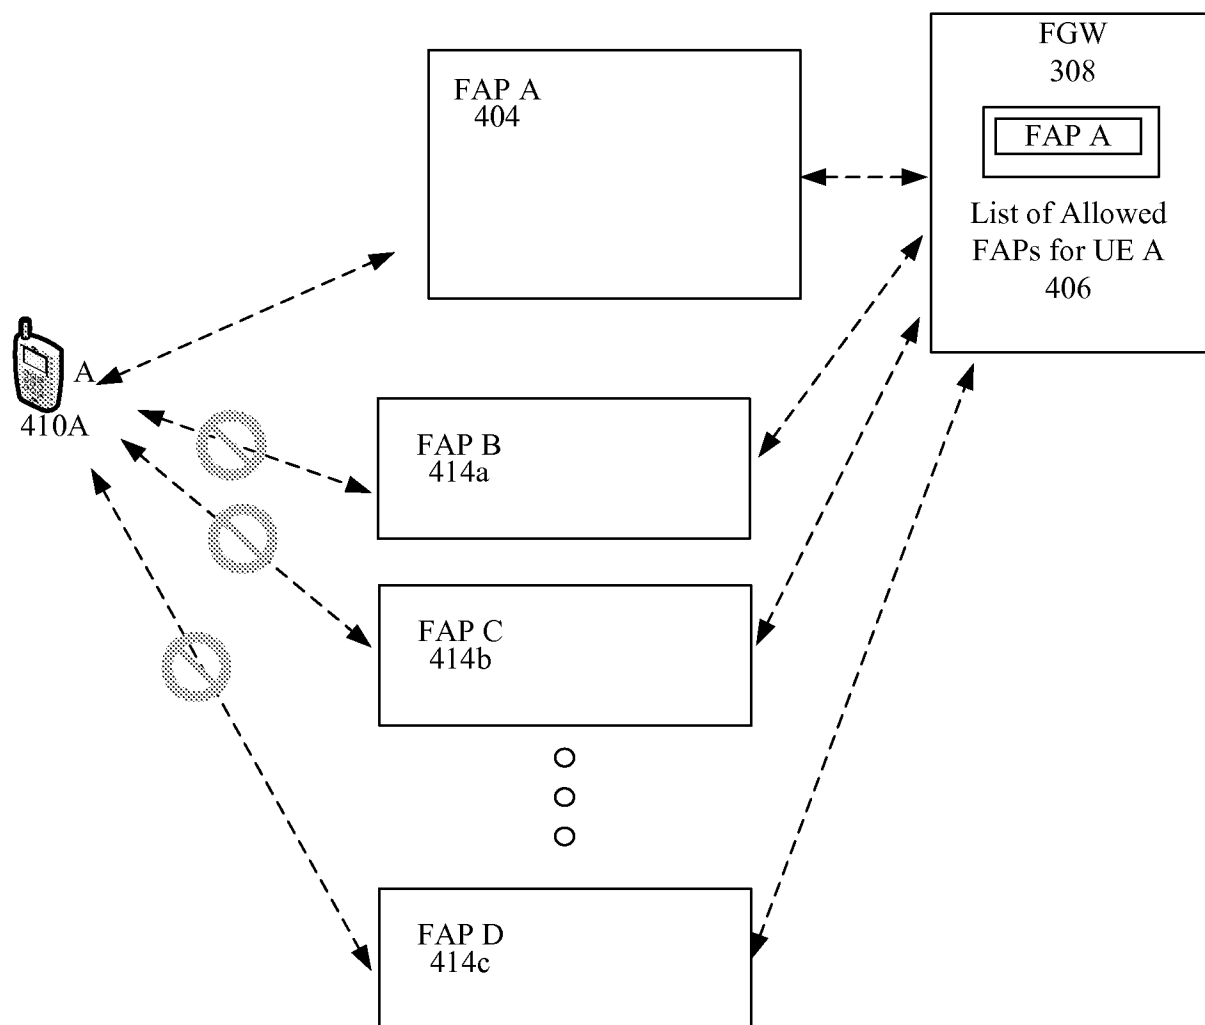 FGW
308
FAP A
List of Allowed
FAPs for UE A
406
FAP A
404
A
410A
FAP B
414a
FAP C
414b
FAP D
414c